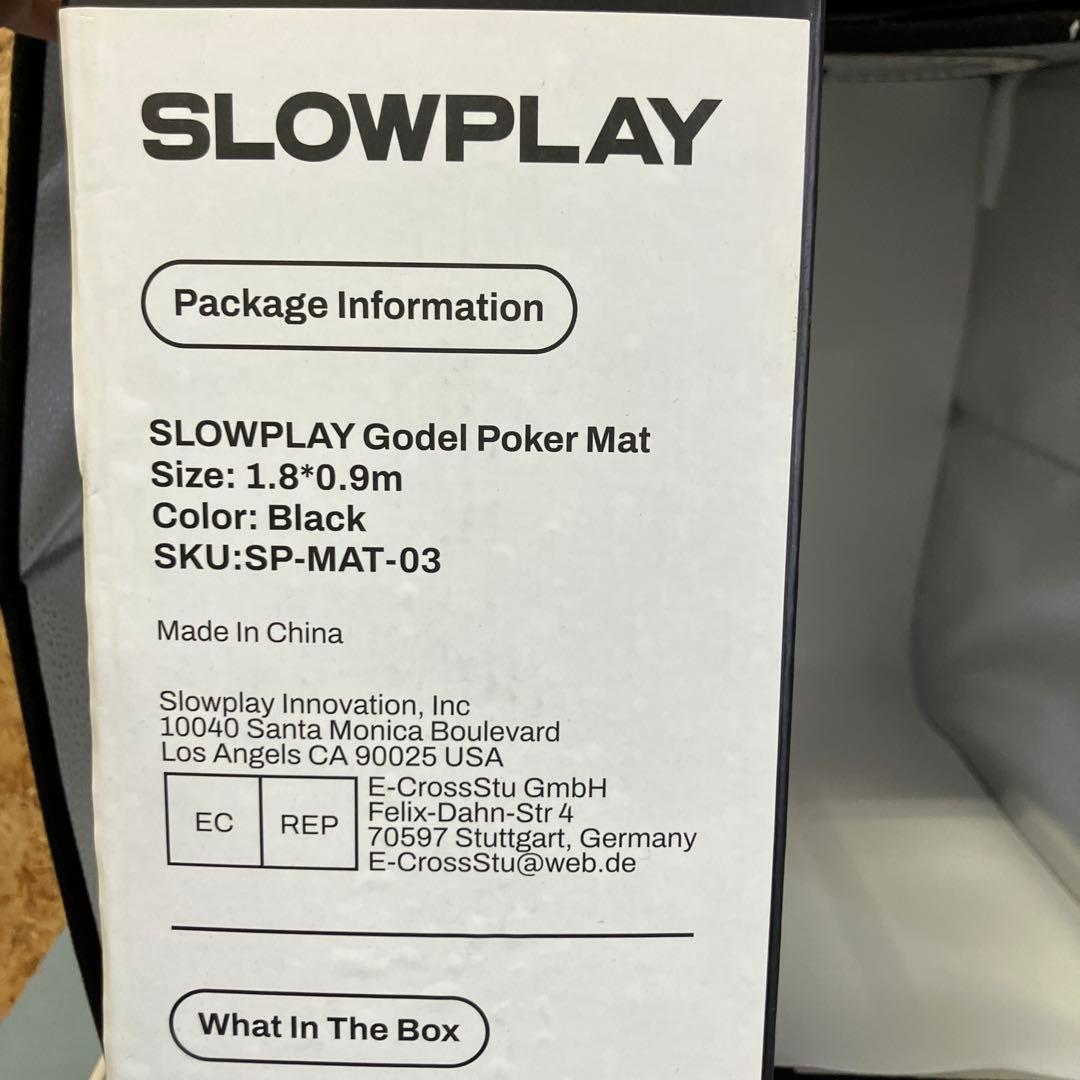 SLOWPLAY
Package Information
SLOWPLAY Godel Poker Mat
Size: 1.8*0.9m
Color: Black
SKU:SP-MAT-03
Made In China
Slowplay Innovation, Inc
10040 Santa Monica Boulevard
Los Angels CA 90025 USA
EC REP
E-CrossStu GmbH
Felix-Dahn-Str 4
70597 Stuttgart, Germany
E-CrossStu@web.de
What In The Box